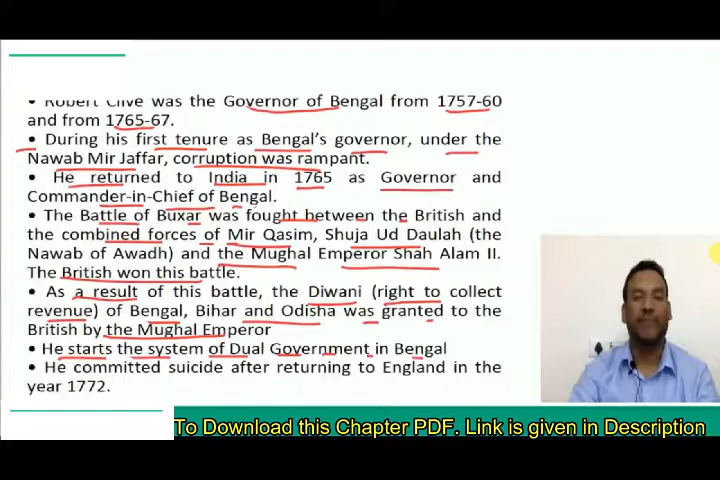 • Robert Clive was the Governor of Bengal from 1757-60
and from 1765-67.
• During his first tenure as Bengal's governor, under the
Nawab Mir Jaffar, corruption was rampant.
• He returned to India in 1765 as Governor and
Commander-in-Chief of Bengal.
• The Battle of Buxar was fought between the British and
the combined forces of Mir Qasim, Shuja Ud Daulah (the
Nawab of Awadh) and the Mughal Emperor Shah Alam II.
The British won this battle.
• As a result of this battle, the Diwani (right to collect
revenue) of Bengal, Bihar and Odisha was granted to the
British by the Mughal Emperor
• He starts the system of Dual Government in Bengal
• He committed suicide after returning to England in the
year 1772.
To Download this Chapter PDF. Link is given in Description